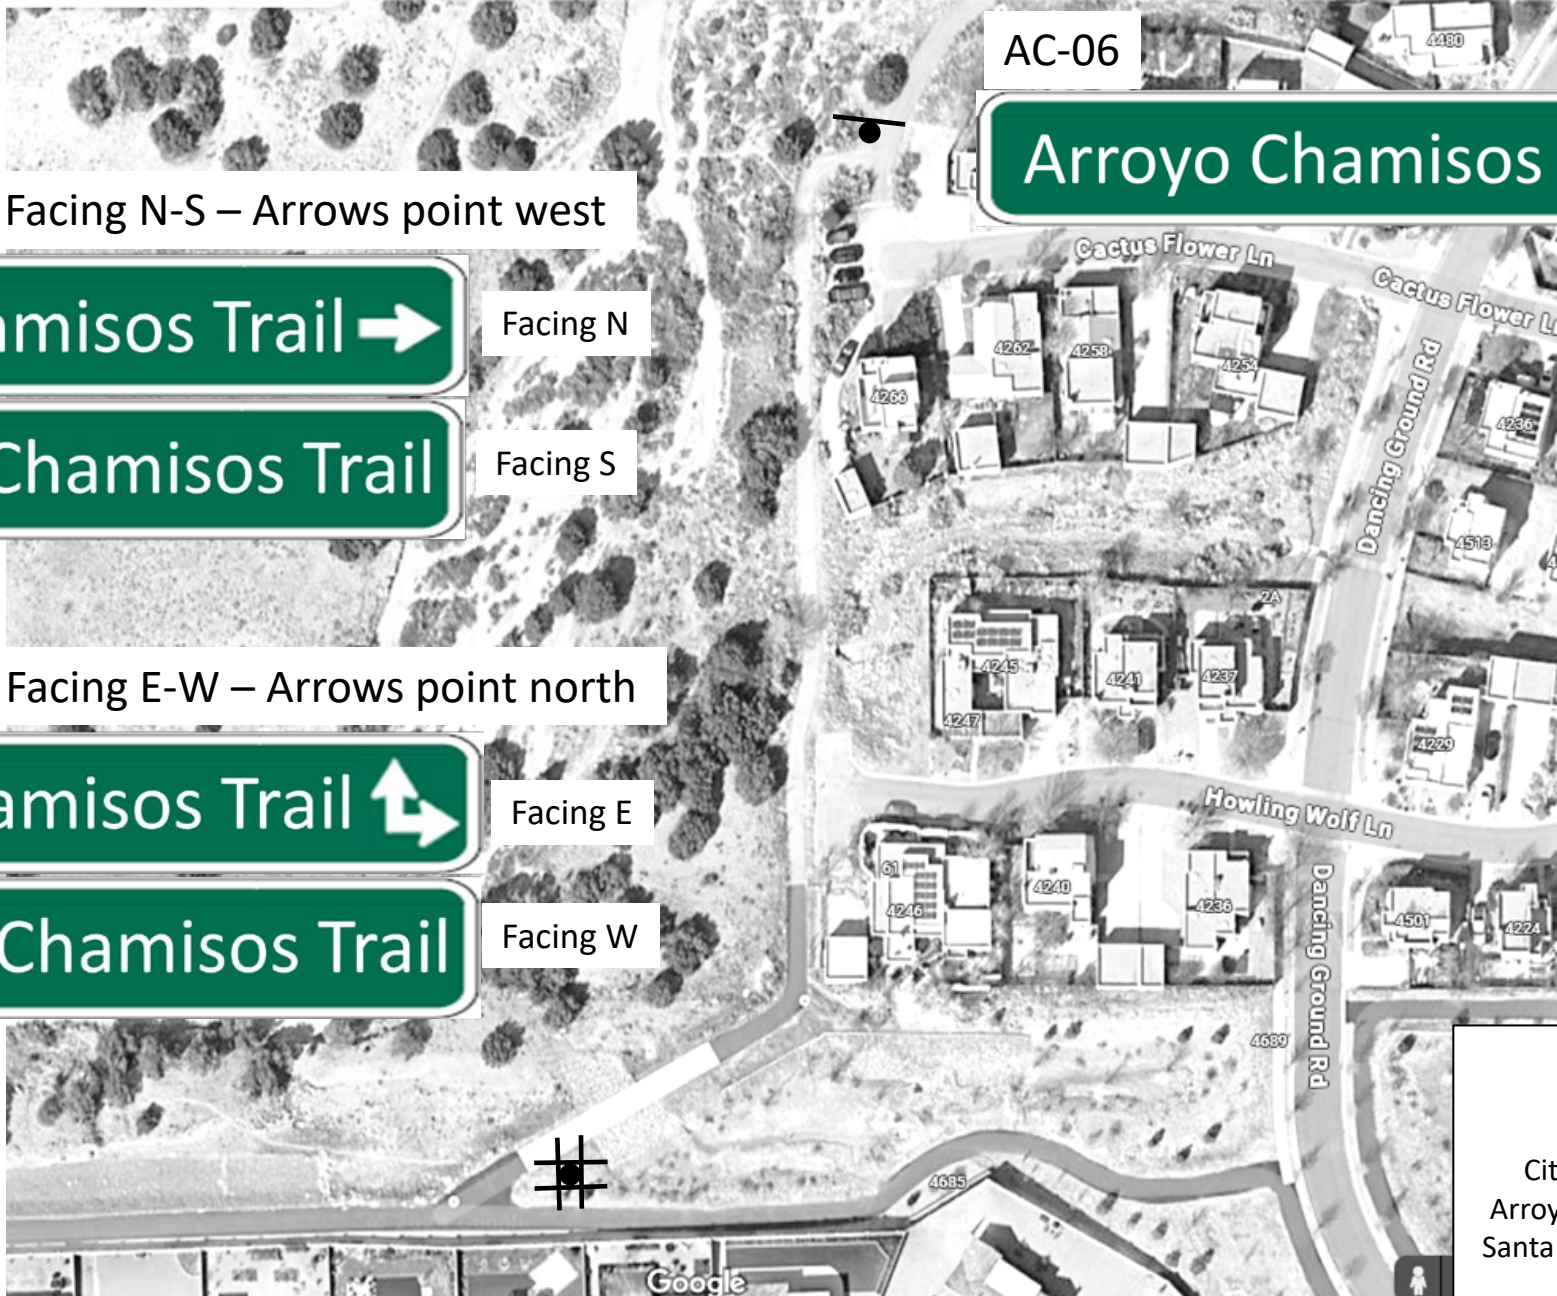 AC-06
Arroyo Chamisos
Facing N-S – Arrows point west
misos Trail
Facing N
Chamisos Trail
Facing S
Facing E-W – Arrows point north
amisos Trail
Facing E
Chamisos Trail
Facing W
4480
Cactus Flower Ln
Cactus Flower L
4262
4258
4254
4266
4236
Dancing Ground Rd
4513
2A
4245
4241
4237
4247
4229
Howling Wolf Ln
61
4246
4240
4236
4501
4224
Dancing Ground Rd
4689
4685
Cit
Arroy
Santa
Google